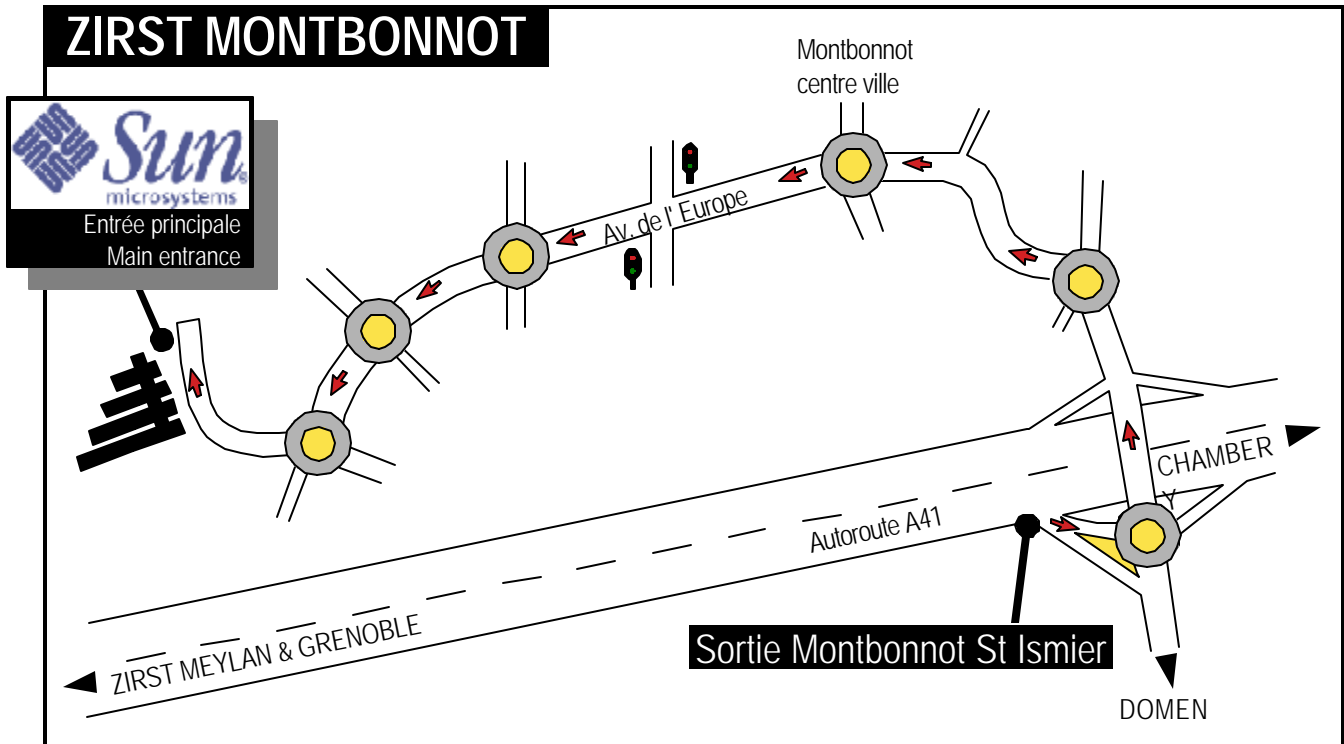 ZIRST MONTBONNOT
Montbonnot
centre ville
Sun
microsystems
Entrée principale
Main entrance
Av. de l' Europe
CHAMBER
Y
Autoroute A41
ZIRST MEYLAN & GRENOBLE
Sortie Montbonnot St Ismier
DOMEN